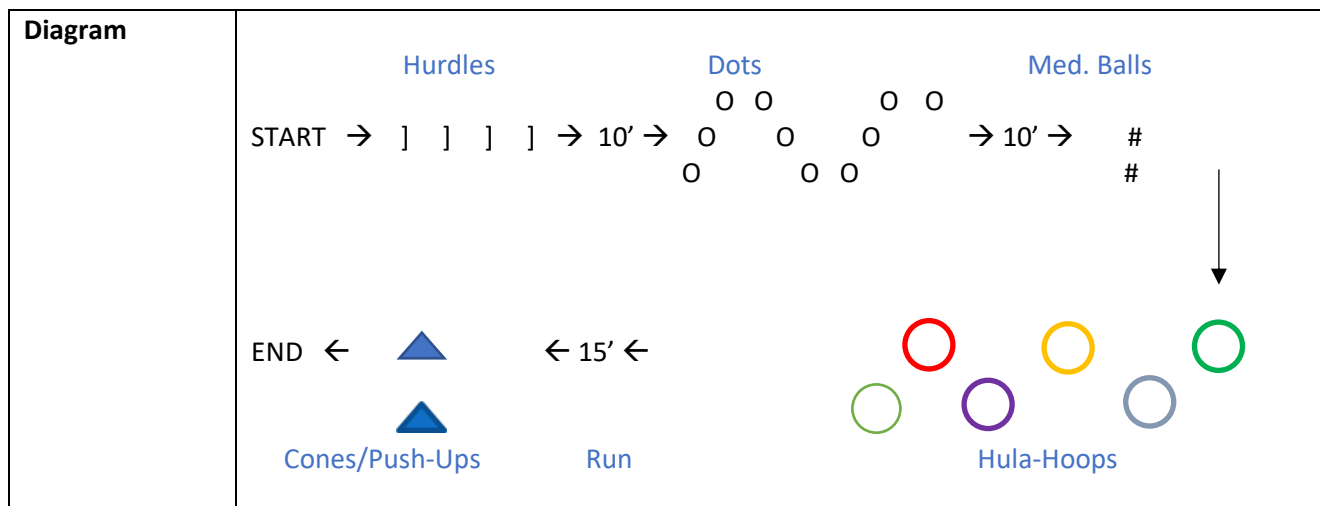 Diagram
Hurdles Dots Med. Balls
O O O O
START → ] ] ] ] → 10’ → O O O → 10’ → #
O O O #
END ← ← 15’ ←
Cones/Push-Ups Run Hula-Hoops